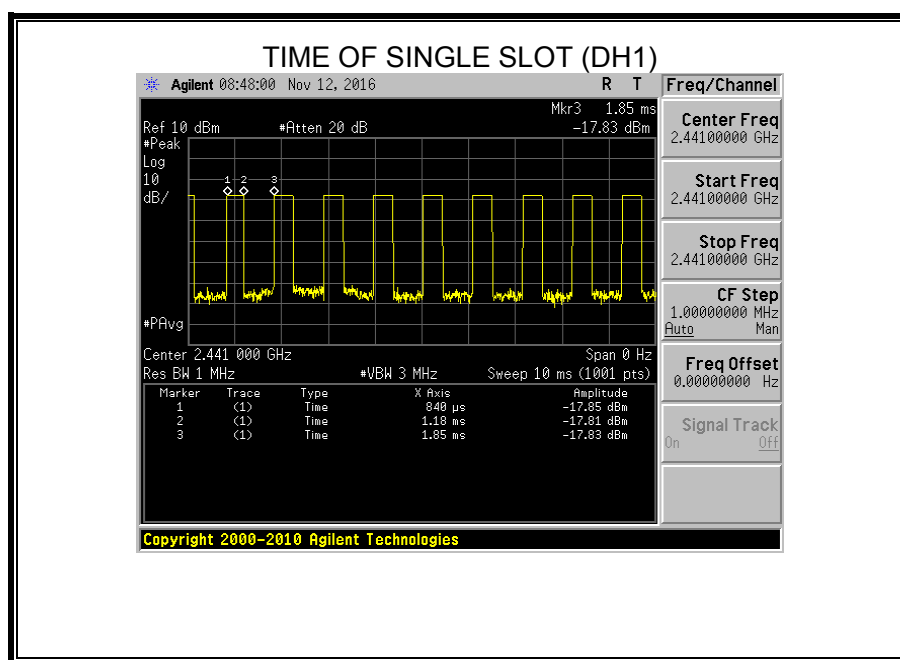 TIME OF SINGLE SLOT (DH1)
Agilent 08:48:00 Nov 12, 2016 R T
Mkr3 1.85 ms
Ref 10 dBm #Atten 20 dB -17.83 dBm
#Peak
Log
10
dB/
1 2 3
#PAvg
Center 2.441 000 GHz Span 0 Hz
Res BW 1 MHz #VBW 3 MHz Sweep 10 ms (1001 pts)
Marker Trace Type X Axis Amplitude
1 (1) Time 840 µs -17.85 dBm
2 (1) Time 1.18 ms -17.81 dBm
3 (1) Time 1.85 ms -17.83 dBm
Copyright 2000-2010 Agilent Technologies
Freq/Channel
Center Freq
2.44100000 GHz
Start Freq
2.44100000 GHz
Stop Freq
2.44100000 GHz
CF Step
1.00000000 MHz
Auto Man
Freq Offset
0.00000000 Hz
Signal Track
On Off